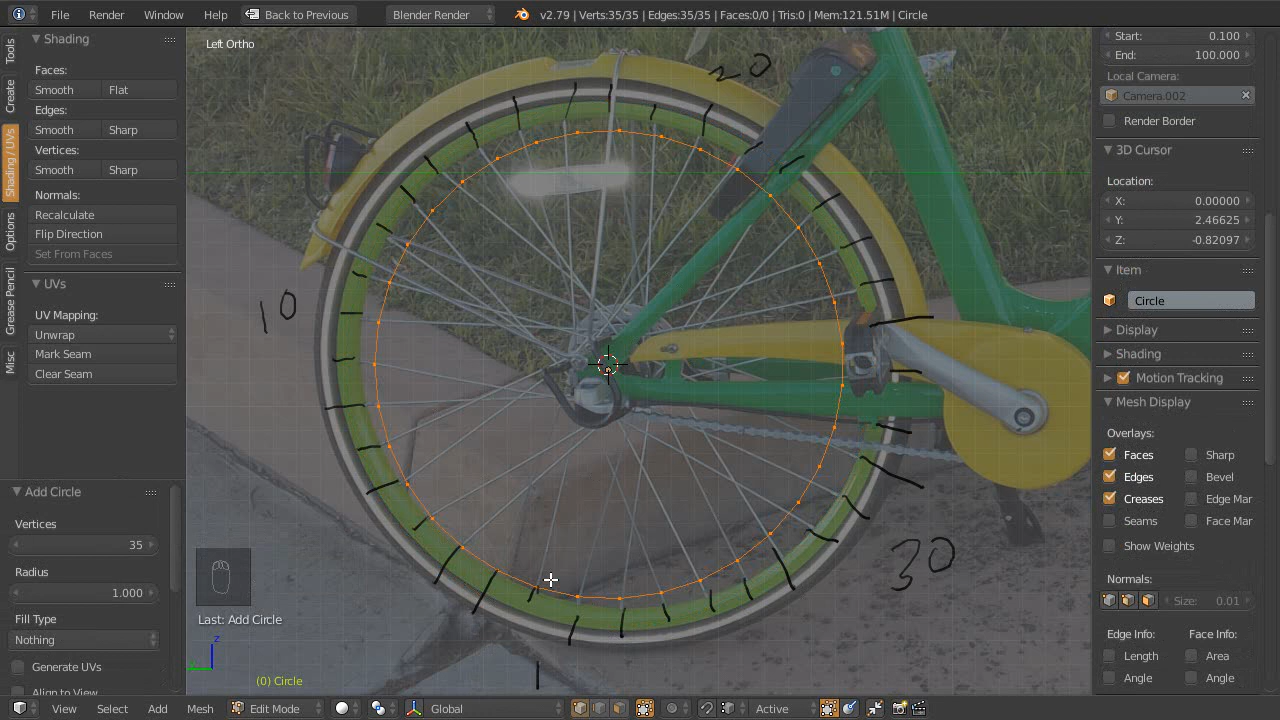 File Render Window Help Back to Previous Blender Render v2.79 | Verts:35/35 | Edges:35/35 | Faces:0/0 | Tris:0 | Mem:121.51M | Circle
Tools
Create
Shading / UVs
Options
Grease Pencil
Misc
Shading
Faces:
Smooth Flat
Edges:
Smooth Sharp
Vertices:
Smooth Sharp
Normals:
Recalculate
Flip Direction
Set From Faces
UVs
UV Mapping:
Unwrap
Mark Seam
Clear Seam
Add Circle
Vertices
35
Radius
1.000
Fill Type
Nothing
Generate UVs
Align to View
Left Ortho
20
10
30
1
Last: Add Circle
z
(0) Circle
Start: 0.100
End: 100.000
Local Camera:
Camera.002
Render Border
3D Cursor
Location:
X: 0.00000
Y: 2.46625
Z: -0.82097
Item
Circle
Display
Shading
Motion Tracking
Mesh Display
Overlays:
Faces Sharp
Edges Bevel
Creases Edge Mar
Seams Face Mar
Show Weights
Normals:
Size: 0.01
Edge Info: Face Info:
Length Area
Angle Angle
View Select Add Mesh Edit Mode Global Active